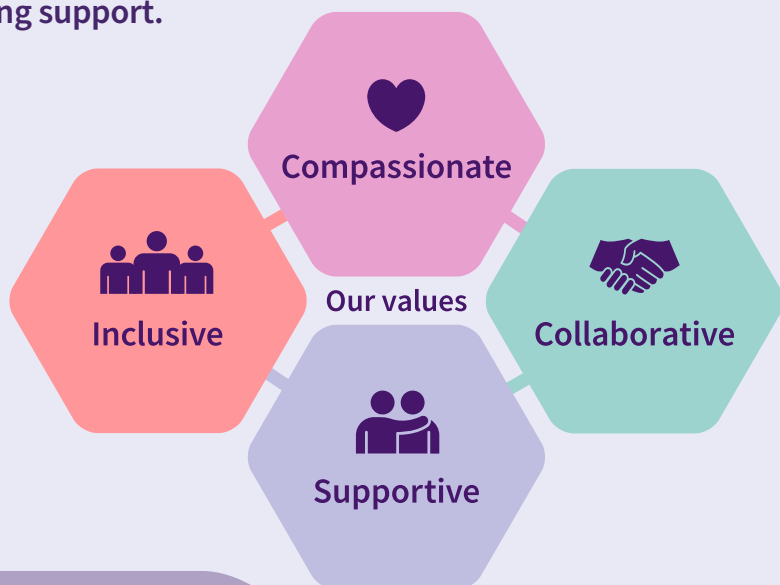 ng support.
Compassionate
Inclusive
Our values
Collaborative
Supportive